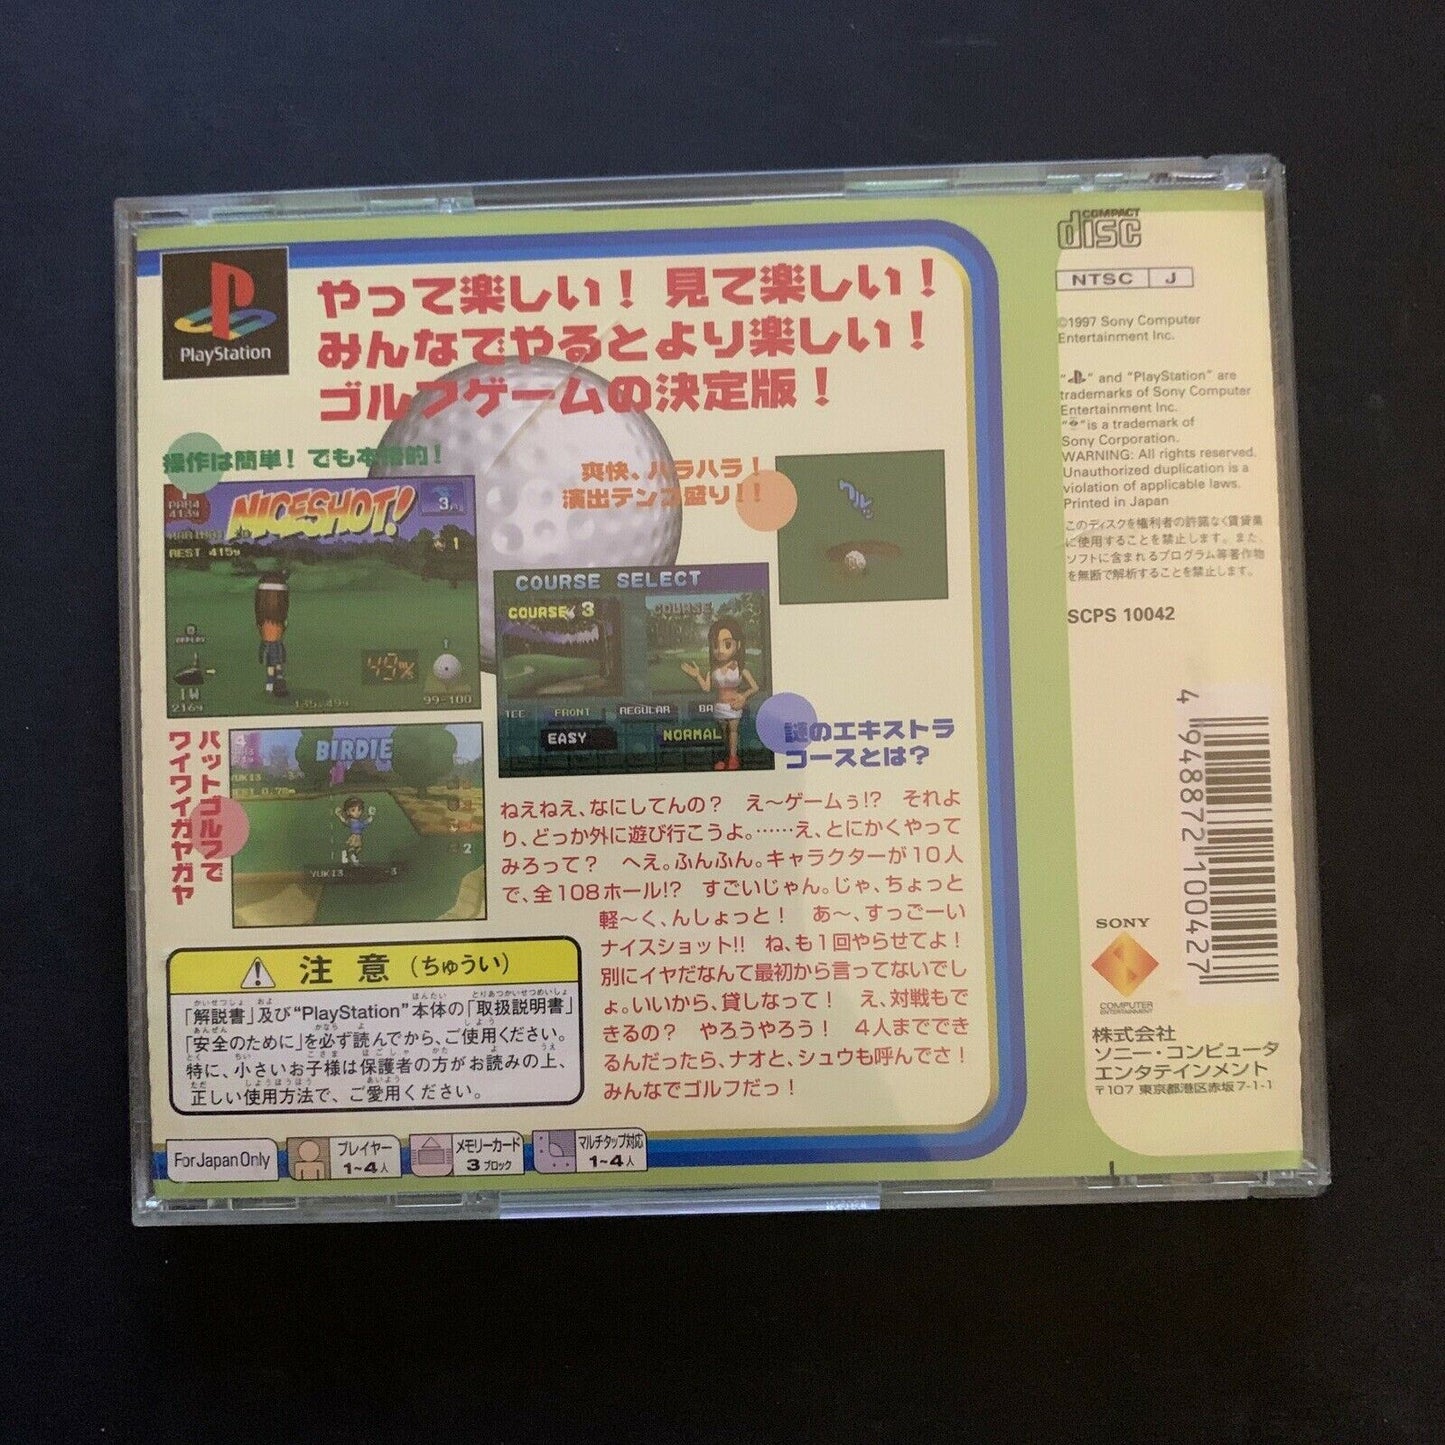 PlayStation
やって楽しい！ 見て楽しい！
みんなでやるとより楽しい！
ゴルフゲームの決定版！
操作は簡単！ でも本格的！
PAR4
413y
NICESHOT!
REST 415y
1
49%
1W
216y
99-100
爽快、ハラハラ！
演出テンコ盛り！！
COURSE SELECT
COURSE 3
COURSE
FRONT
REGULAR
BA
EASY
NORMAL
謎のエキストラ
コースとは？
パットゴルフで
ワイワイガヤガヤ
BIRDIE
YUKI3
YUKI3 -3
2
ねえねえ、なにしてんの？ え～ゲームぅ!? それよ
り、どっか外に遊び行こうよ。……え、とにかくやって
みろって？ へえ。ふんふん。キャラクターが10人
で、全108ホール!? すごいじゃん。じゃ、ちょっと
軽～く、んしょっと！ あ～、すっごーい
ナイスショット!! ね、も1回やらせてよ！
別にイヤだなんて最初から言ってないでし
ょ。いいから、貸しなって！ え、対戦もで
きるの？ やろうやろう！ 4人までででき
るんだったら、ナオと、シュウも呼んでさ！
みんなでゴルフだっ！
注意（ちゅうい）
「解説書」及び“PlayStation”本体の「取扱説明書」
「安全のために」を必ず読んでから、ご使用ください。
特に、小さいお子様は保護者の方がお読みの上、
正しい使用方法で、ご愛用ください。
For Japan Only
プレイヤー
1~4人
メモリーカード
3ブロック
マルチタップ対応
1~4人
COMPACT
disc
NTSC J
©1997 Sony Computer
Entertainment Inc.
" " and "PlayStation" are
trademarks of Sony Computer
Entertainment Inc.
" " is a trademark of
Sony Corporation.
WARNING: All rights reserved.
Unauthorized duplication is a
violation of applicable laws.
Printed in Japan
このディスクを権利者の許諾なく賃貸業
に使用することを禁止します。また、
ソフトに含まれるプログラム等著作物
を無断で解析することを禁止します。
SCPS 10042
4 948872 100427
SONY
COMPUTER
ENTERTAINMENT
株式会社
ソニー・コンピュータ
エンタテインメント
〒107 東京都港区赤坂7-1-1